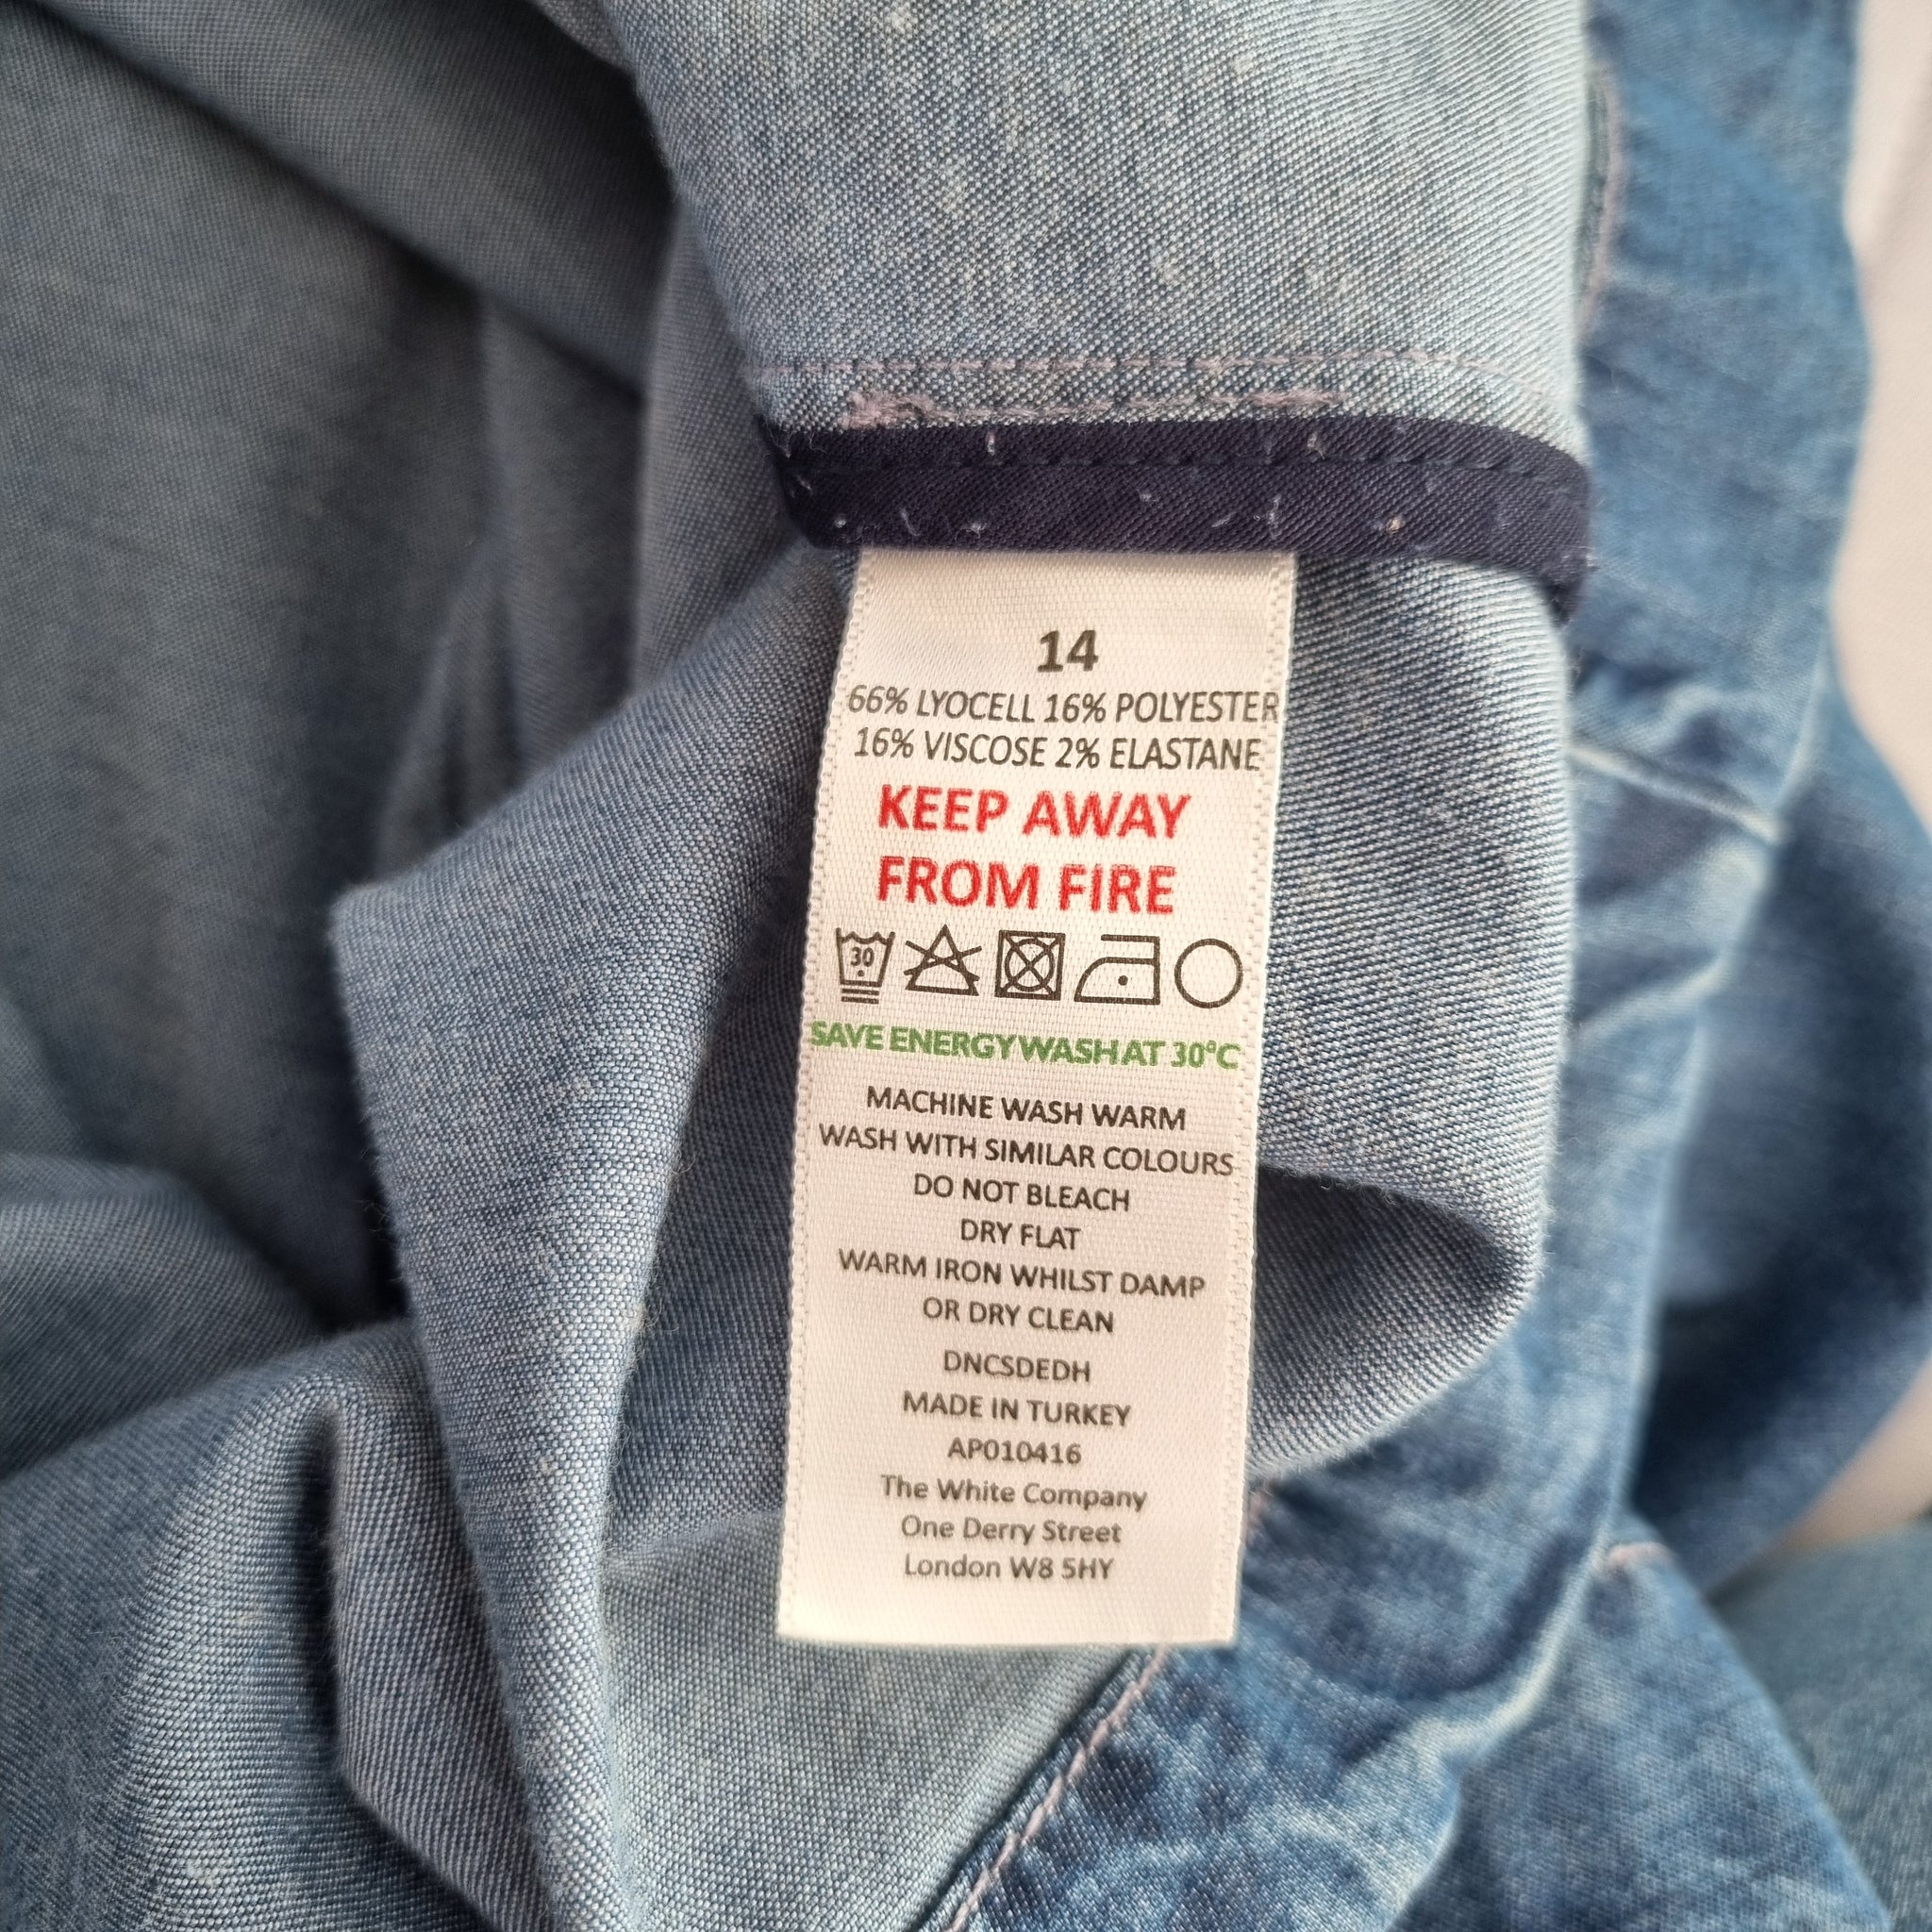 14
66% LYOCELL 16% POLYESTER
16% VISCOSE 2% ELASTANE
KEEP AWAY
FROM FIRE
30
SAVE ENERGY WASH AT 30°C
MACHINE WASH WARM
WASH WITH SIMILAR COLOURS
DO NOT BLEACH
DRY FLAT
WARM IRON WHILST DAMP
OR DRY CLEAN
DNCSDEDH
MADE IN TURKEY
AP010416
The White Company
One Derry Street
London W8 5HY